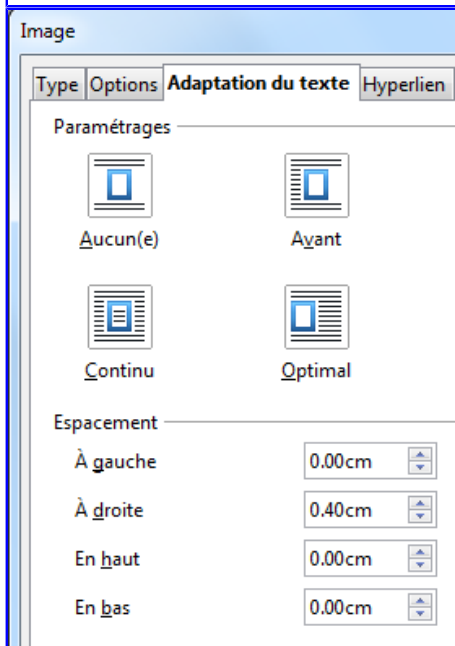 Image
Type Options Adaptation du texte Hyperlien
Paramétrages
Aucun(e) Avant
Continu Optimal
Espacement
À gauche 0.00cm
À droite 0.40cm
En haut 0.00cm
En bas 0.00cm